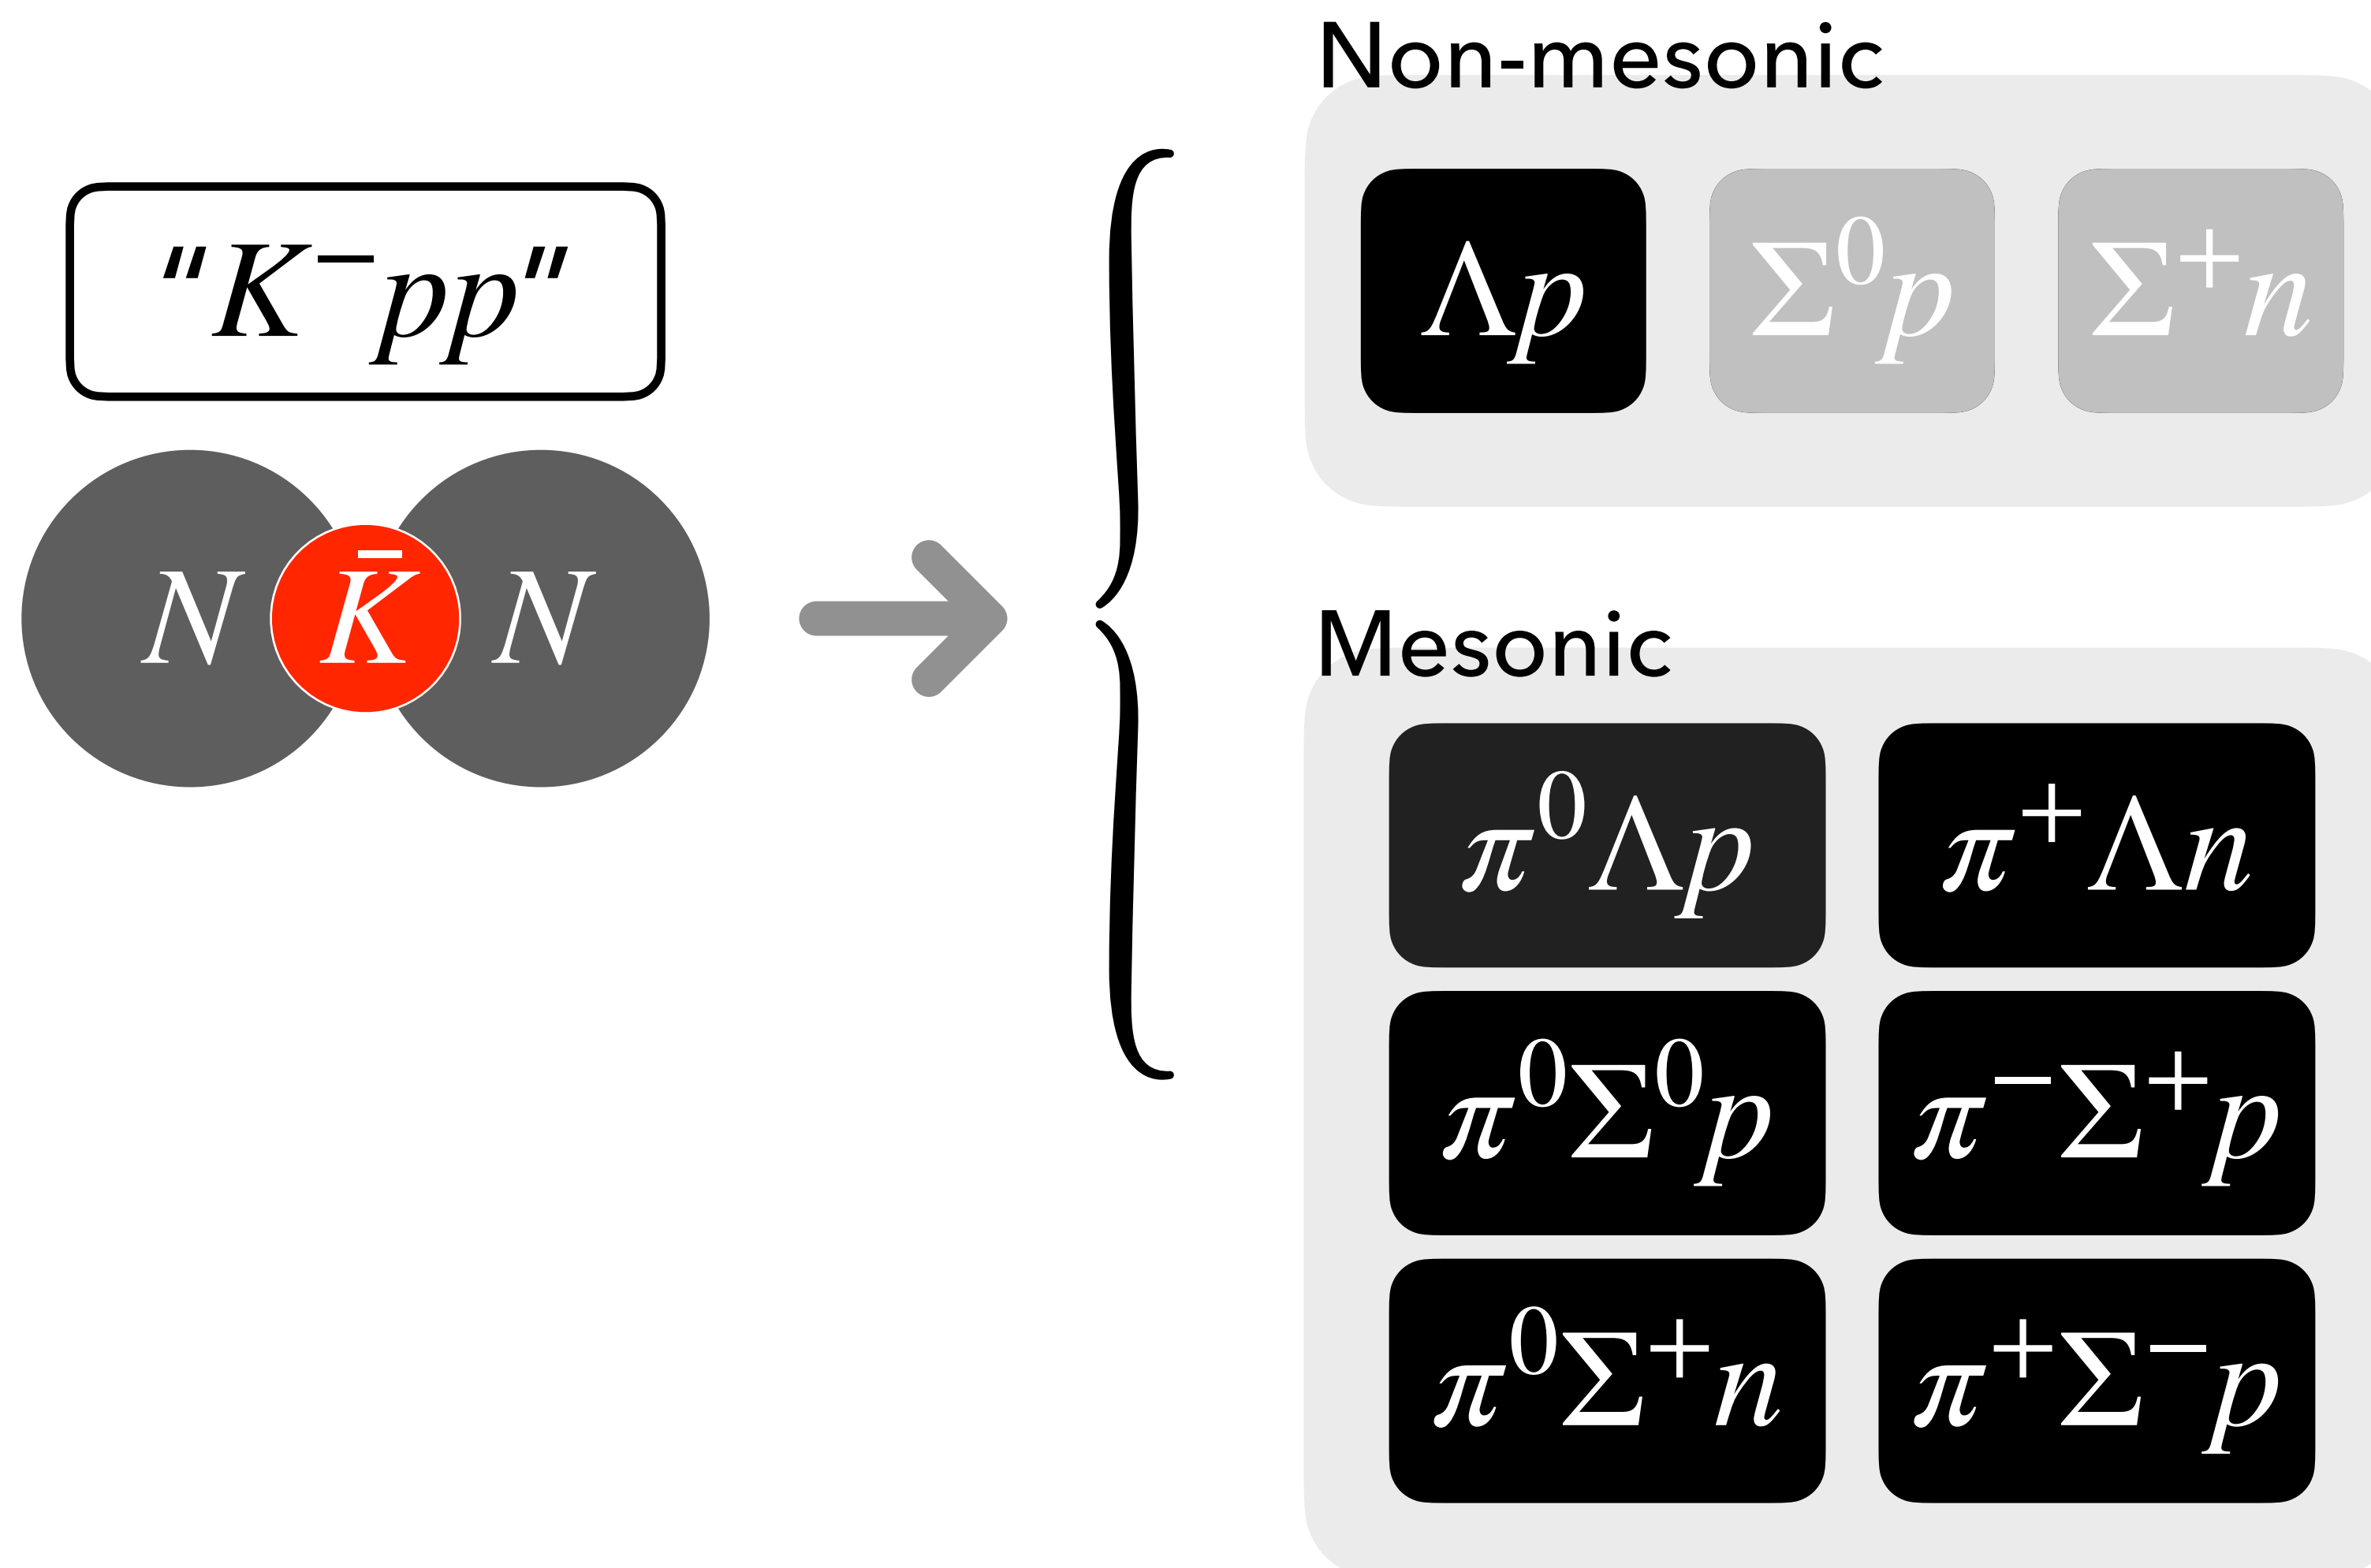 Non-mesonic
"K⁻pp"
Λp
Σ⁰p
Σ⁺n
N
K̄
N
Mesonic
π⁰Λp
π⁺Λn
π⁰Σ⁰p
π⁻Σ⁺p
π⁰Σ⁺n
π⁺Σ⁻p